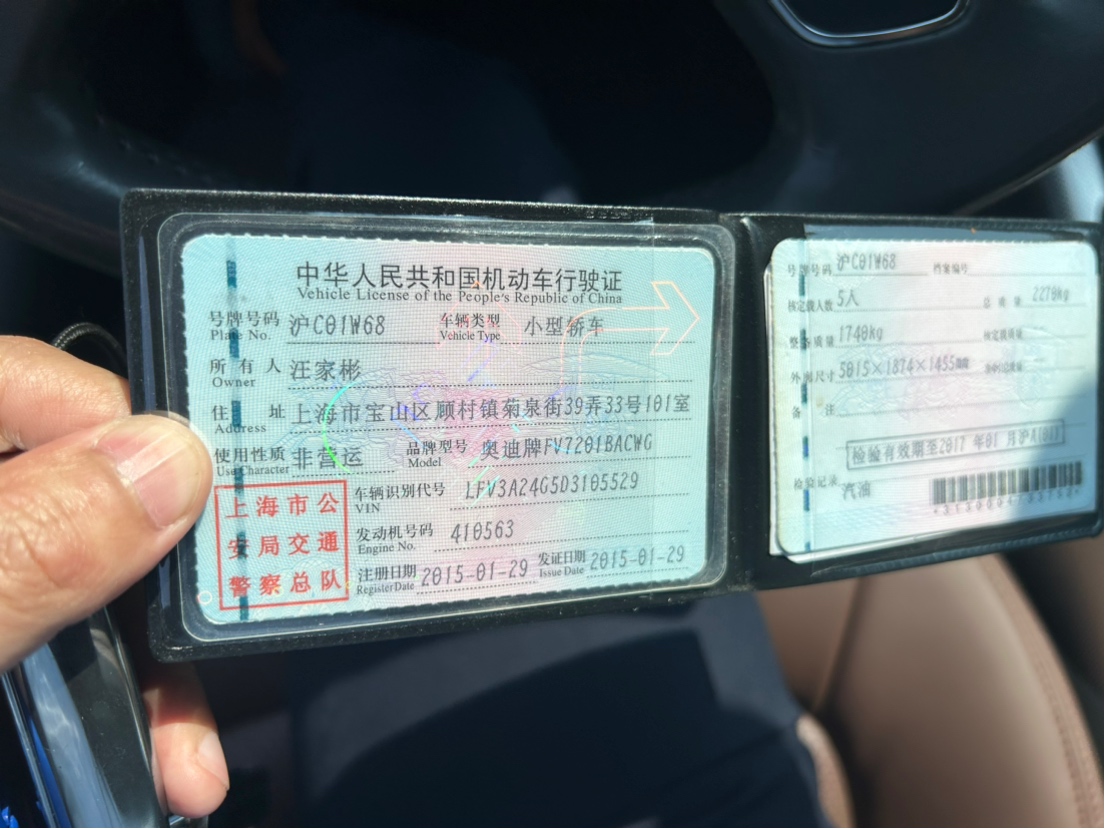 中华人民共和国机动车行驶证
Vehicle License of the People's Republic of China
号牌号码 沪C01W68 车辆类型 小型轿车
Plate No. Vehicle Type
所有人 汪家彬
Owner
住址 上海市宝山区顾村镇菊泉街39弄33号101室
Address
使用性质 非营运 品牌型号 奥迪牌FV7201BACWG
Use Character Model
上海市公
安局交通
警察总队
车辆识别代号 LFV3A24G5D3105529
VIN
发动机号码 410563
Engine No.
注册日期 2015-01-29 发证日期 2015-01-29
Register Date Issue Date
号牌号码 沪C01W68 档案编号
核定载人数 5人 总质量 2270kg
整备质量 1740kg 核定载质量
外廓尺寸 5015×1874×1455
备注
检验有效期至2017年01月沪A
检验记录 汽油